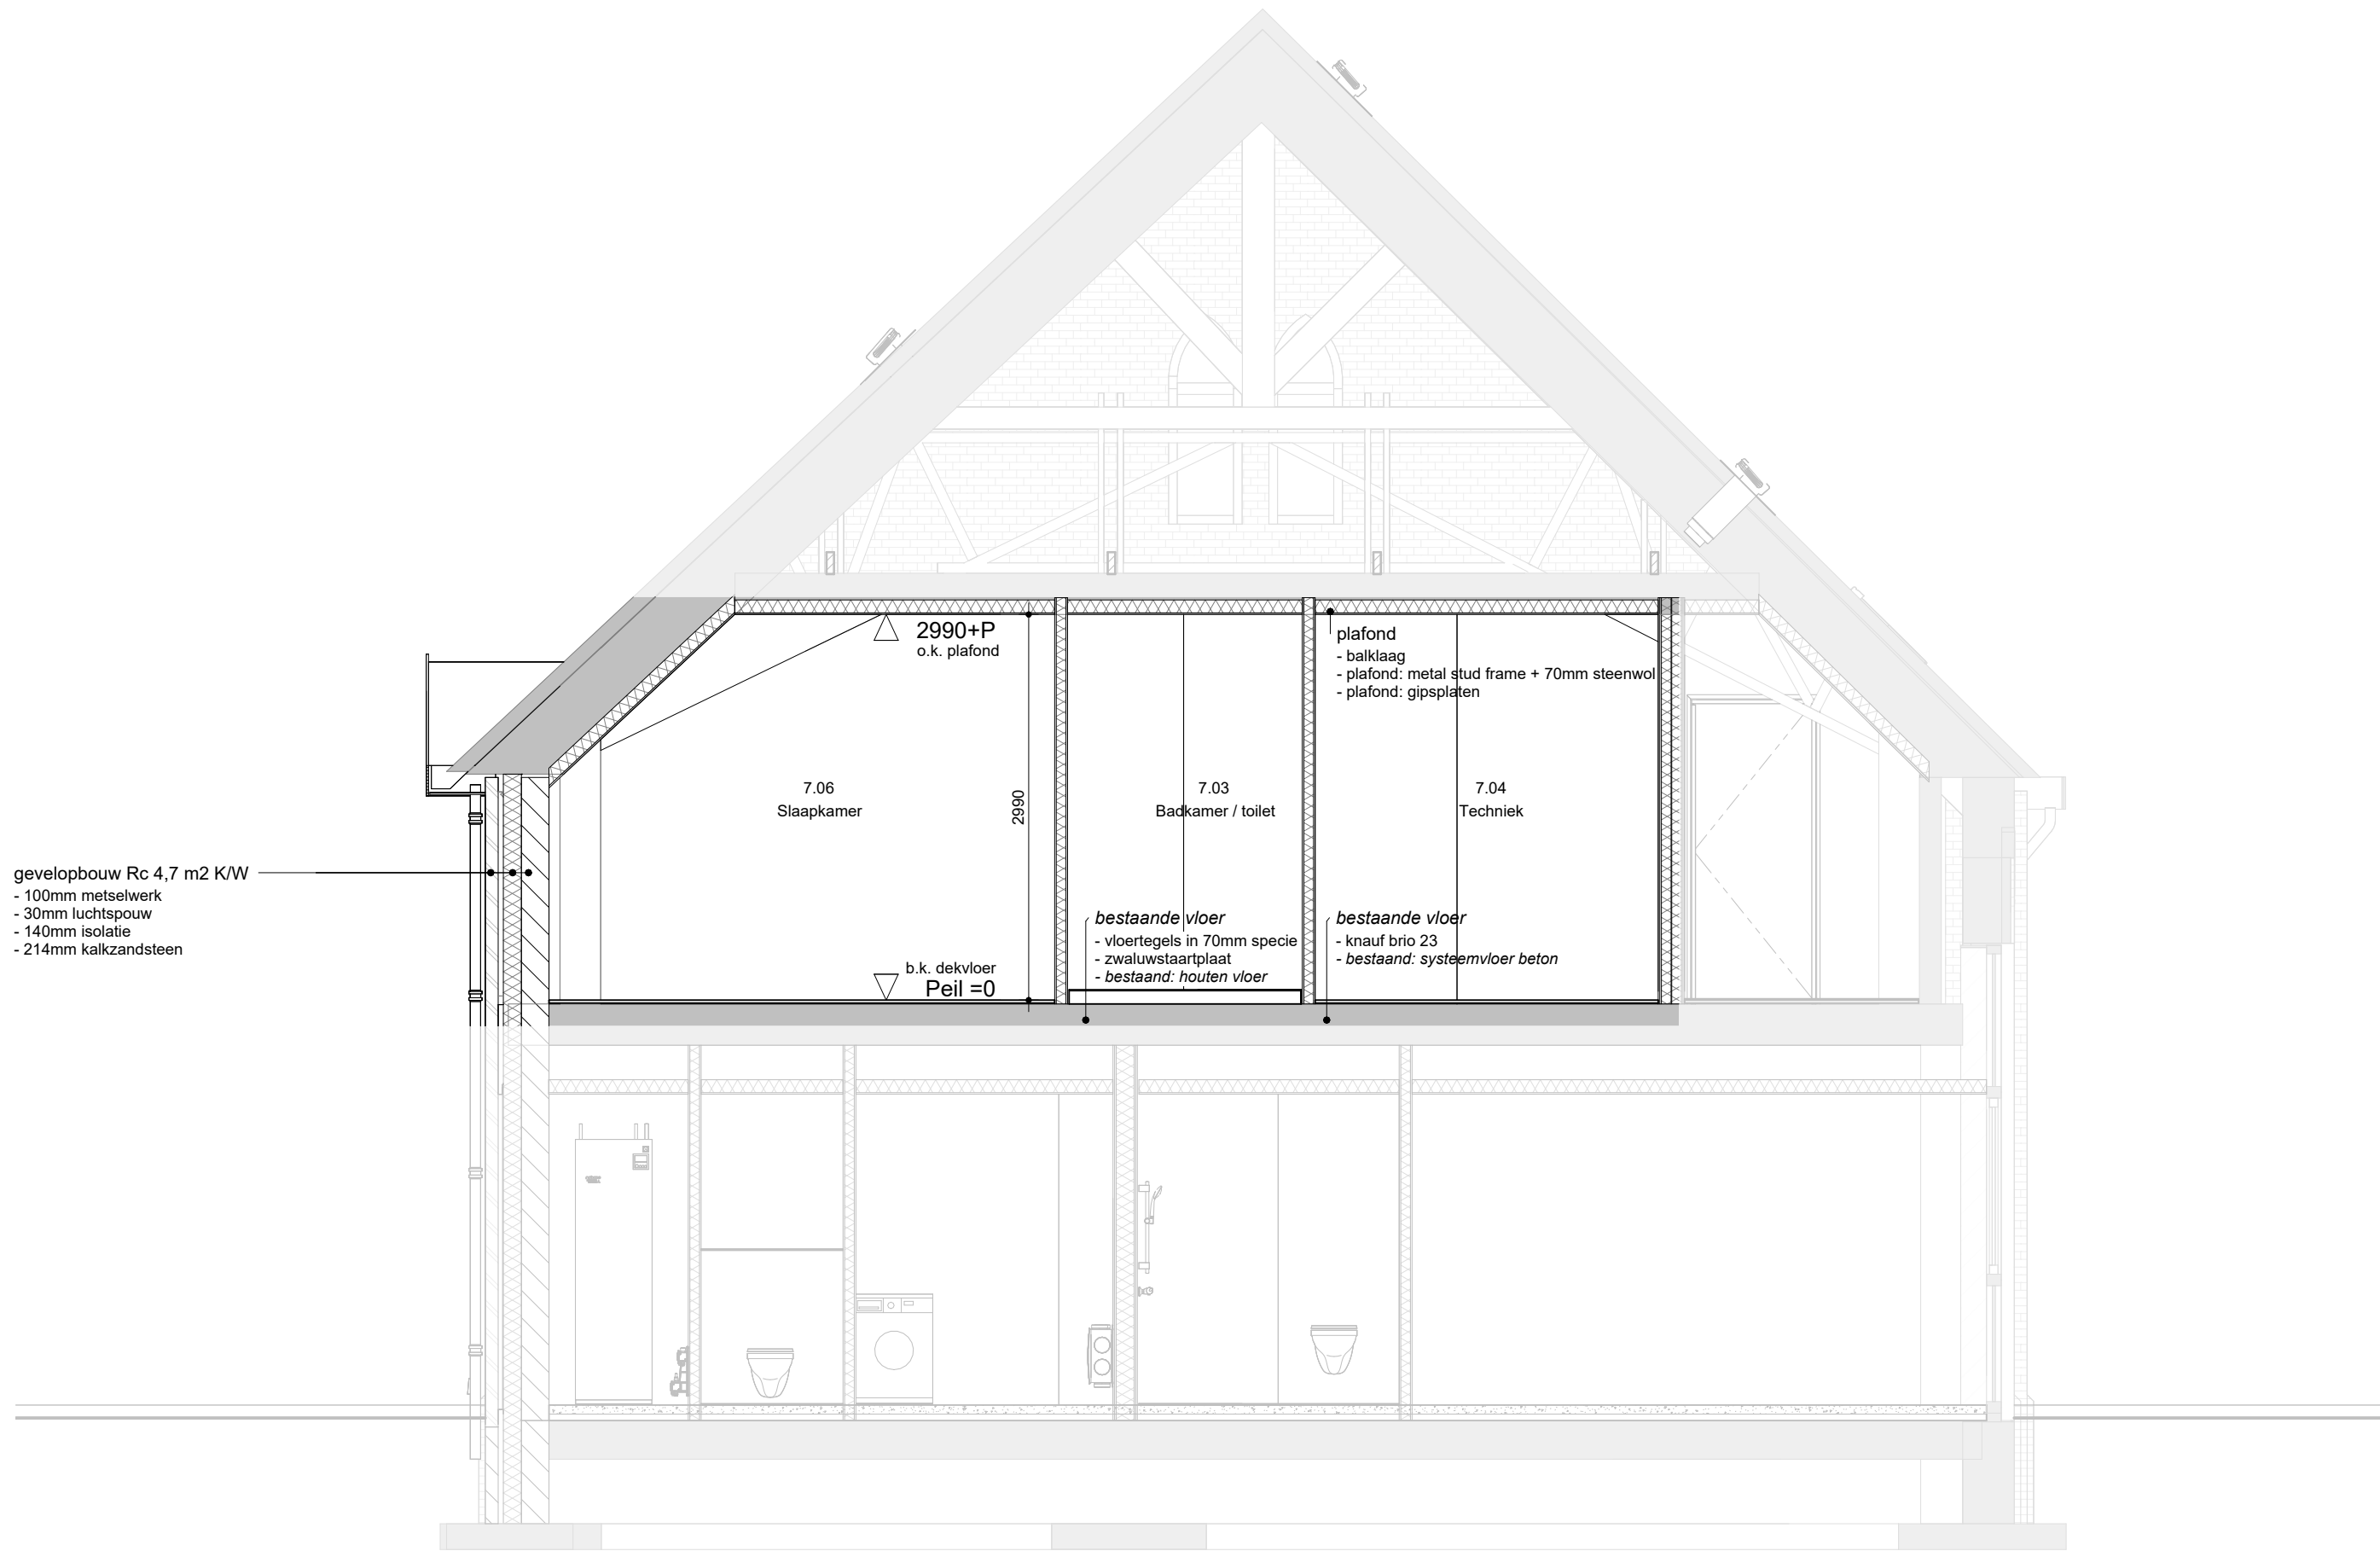 2990+P
o.k. plafond
plafond
- balklaag
- plafond: metal stud frame + 70mm steenwol
- plafond: gipsplaten
7.06
Slaapkamer
2990
7.03
Badkamer / toilet
7.04
Techniek
gevelopbouw Rc 4,7 m2 K/W
- 100mm metselwerk
- 30mm luchtspouw
- 140mm isolatie
- 214mm kalkzandsteen
b.k. dekvloer
Peil =0
bestaande vloer
- vloertegels in 70mm specie
- zwaluwstaartplaat
- bestaand: houten vloer
bestaande vloer
- knauf brio 23
- bestaand: systeemvloer beton